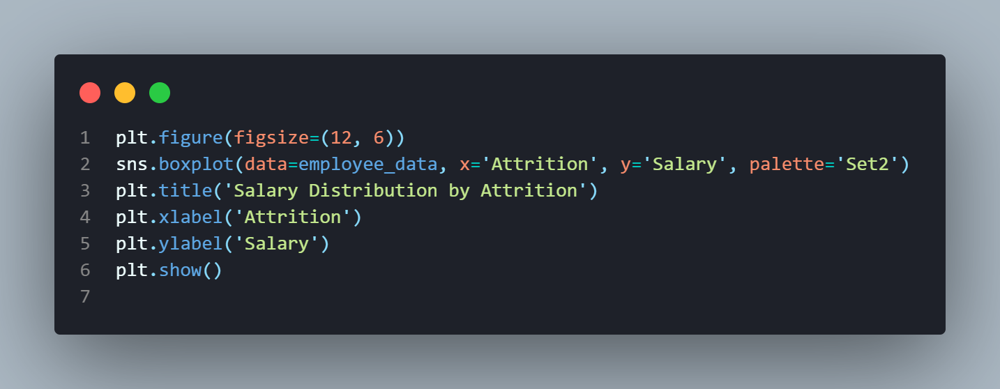 1 plt.figure(figsize=(12, 6))
2 sns.boxplot(data=employee_data, x='Attrition', y='Salary', palette='Set2')
3 plt.title('Salary Distribution by Attrition')
4 plt.xlabel('Attrition')
5 plt.ylabel('Salary')
6 plt.show()
7